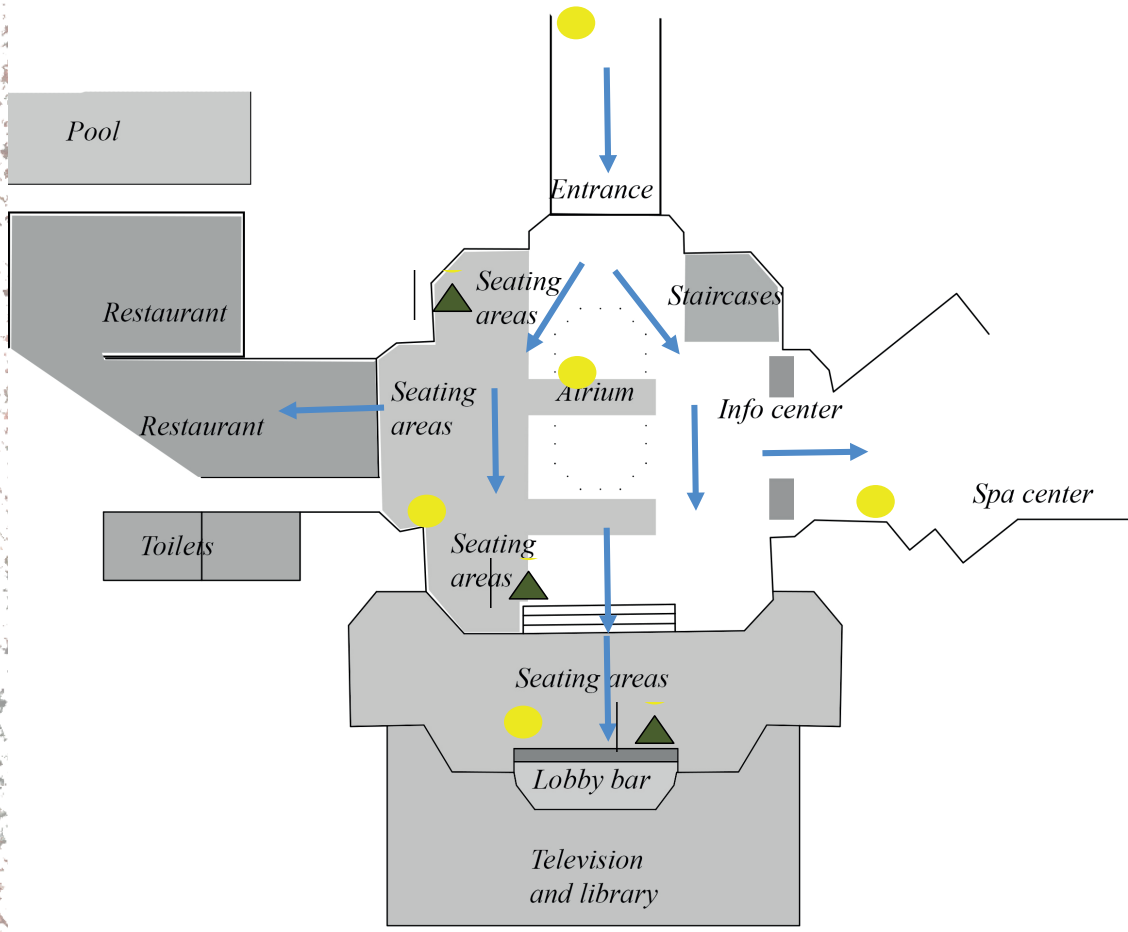 Pool
Entrance
Seating
areas
Staircases
Restaurant
Seating
areas
Atrium
Info center
Restaurant
Spa center
Toilets
Seating
areas
Seating areas
Lobby bar
Television
and library